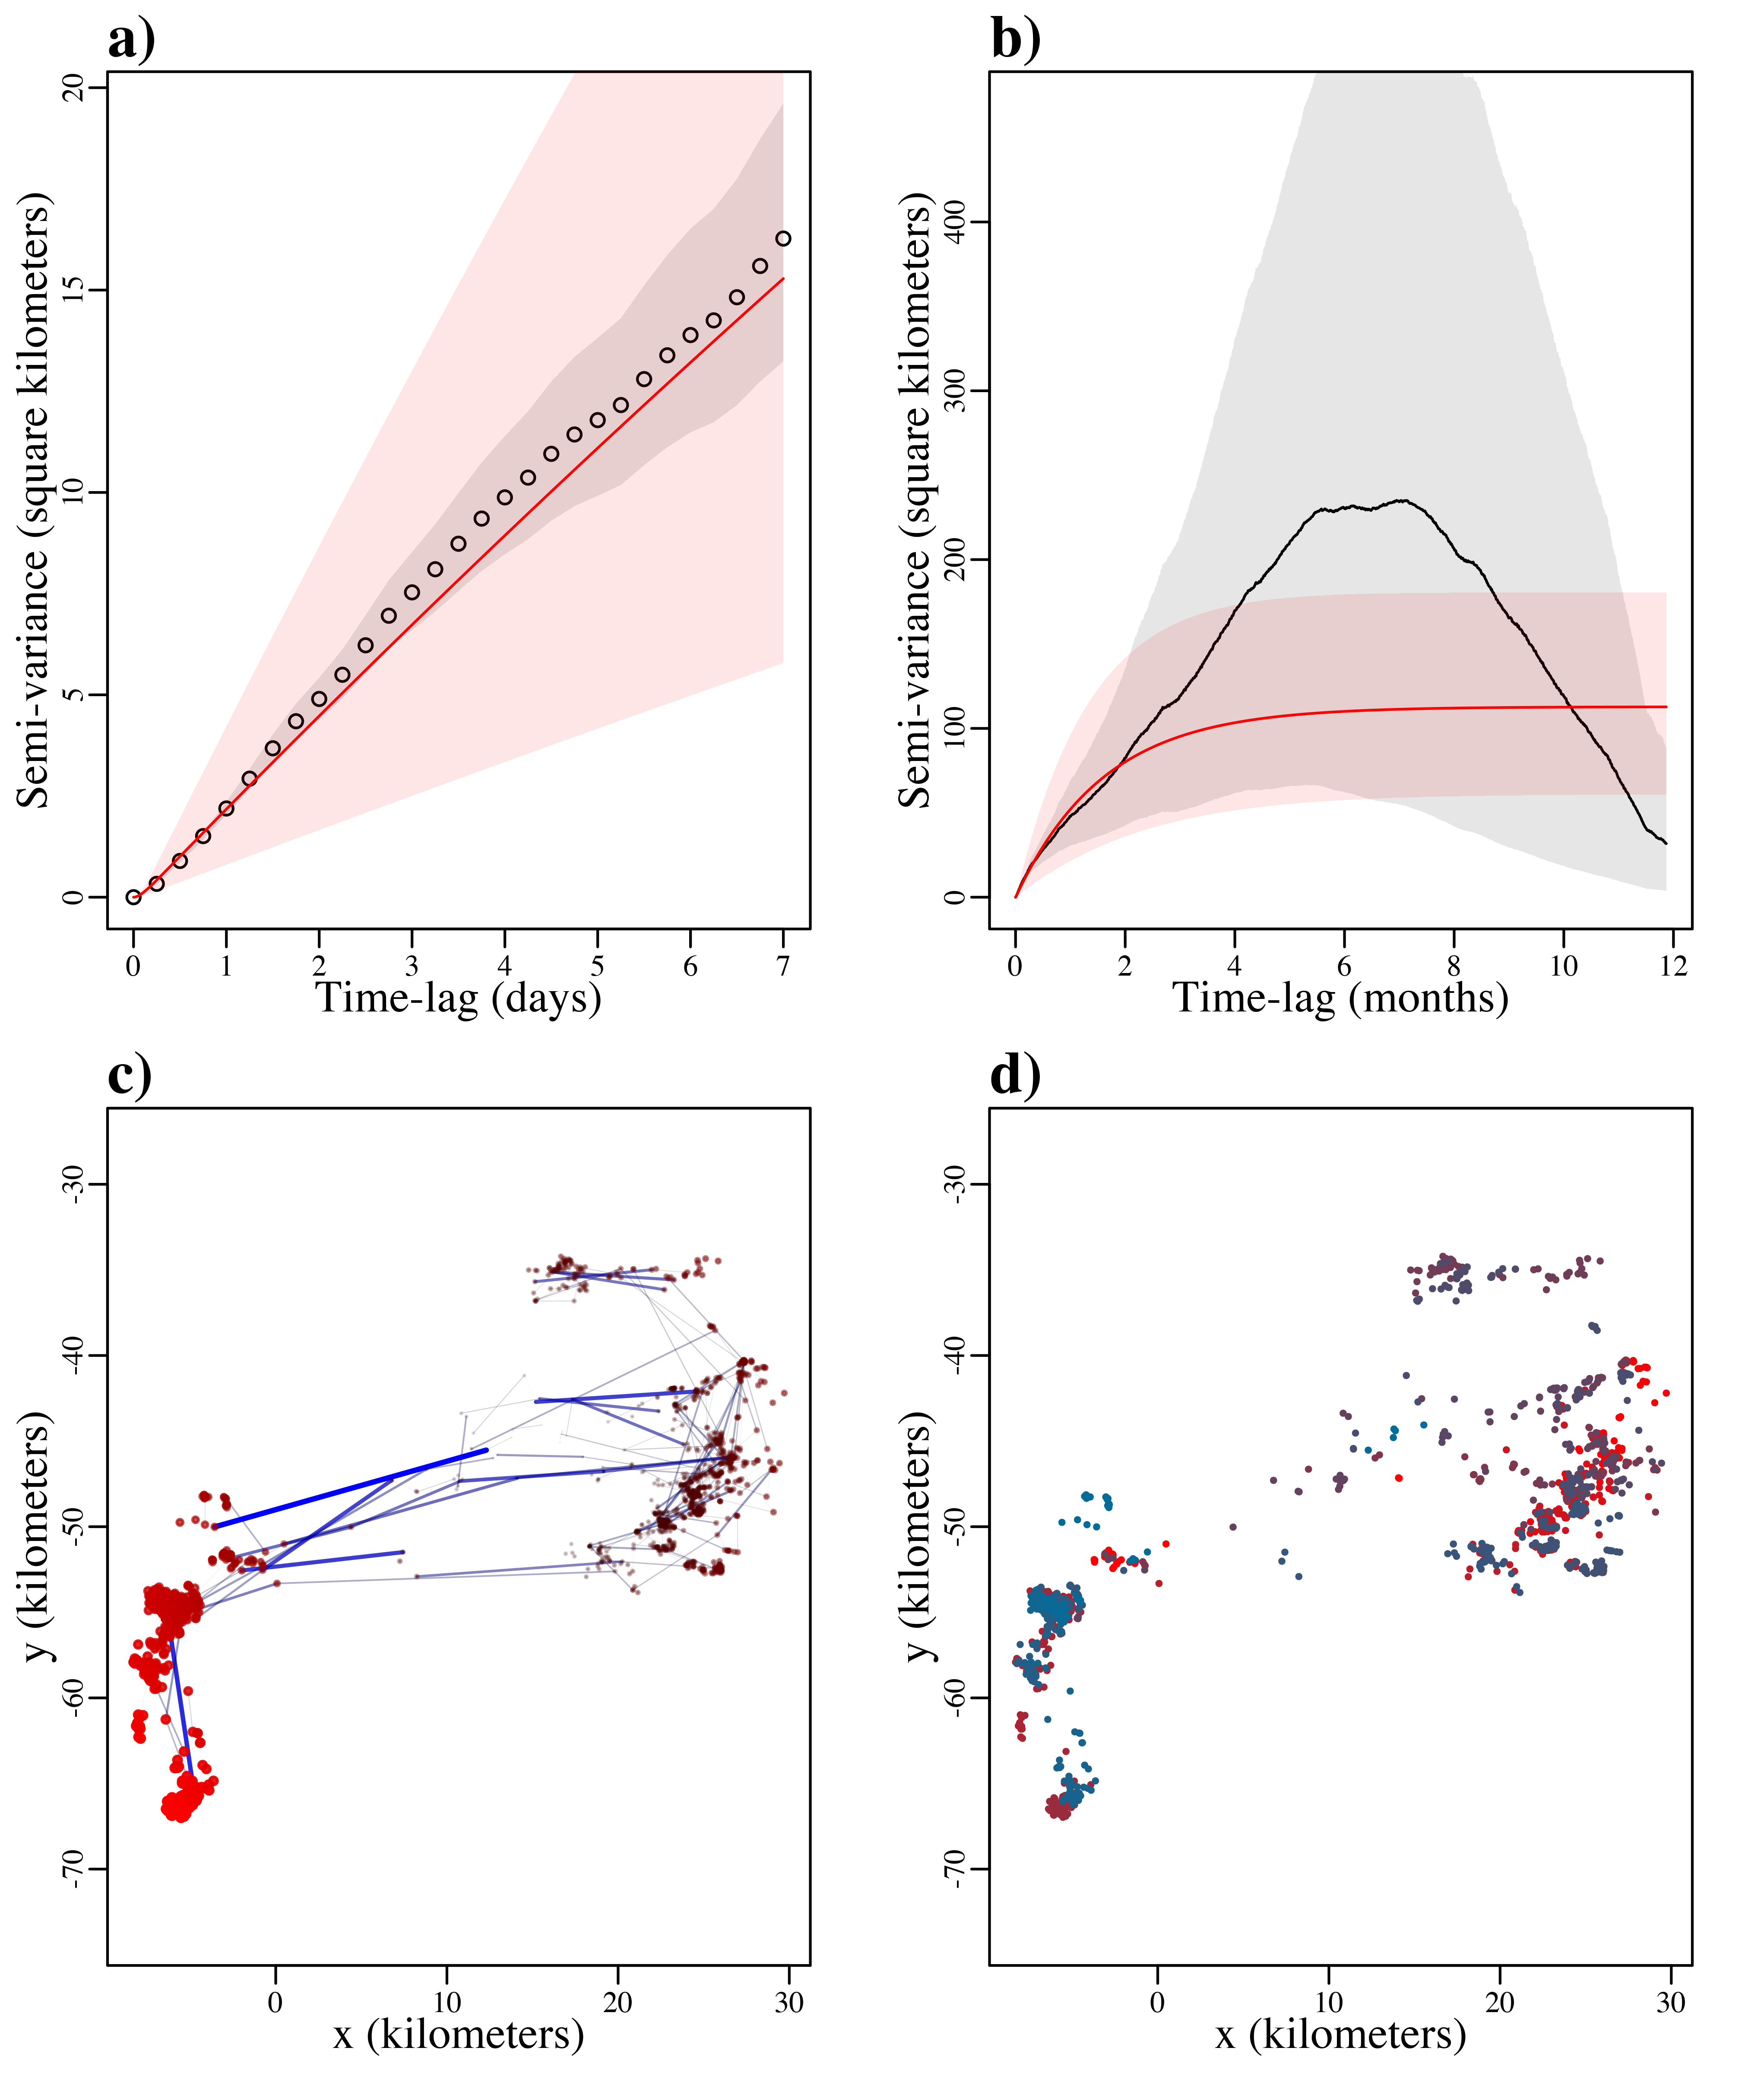 a)
Semi-variance (square kilometers)
20
15
10
5
0
0 1 2 3 4 5 6 7
Time-lag (days)
b)
Semi-variance (square kilometers)
400
300
200
100
0
0 2 4 6 8 10 12
Time-lag (months)
c)
y (kilometers)
-30
-40
-50
-60
-70
0 10 20 30
x (kilometers)
d)
y (kilometers)
-30
-40
-50
-60
-70
0 10 20 30
x (kilometers)